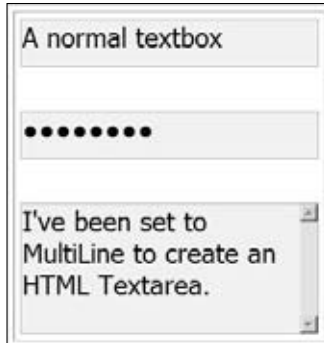 A normal textbox
●●●●●●●●
I've been set to
MultiLine to create an
HTML Textarea.